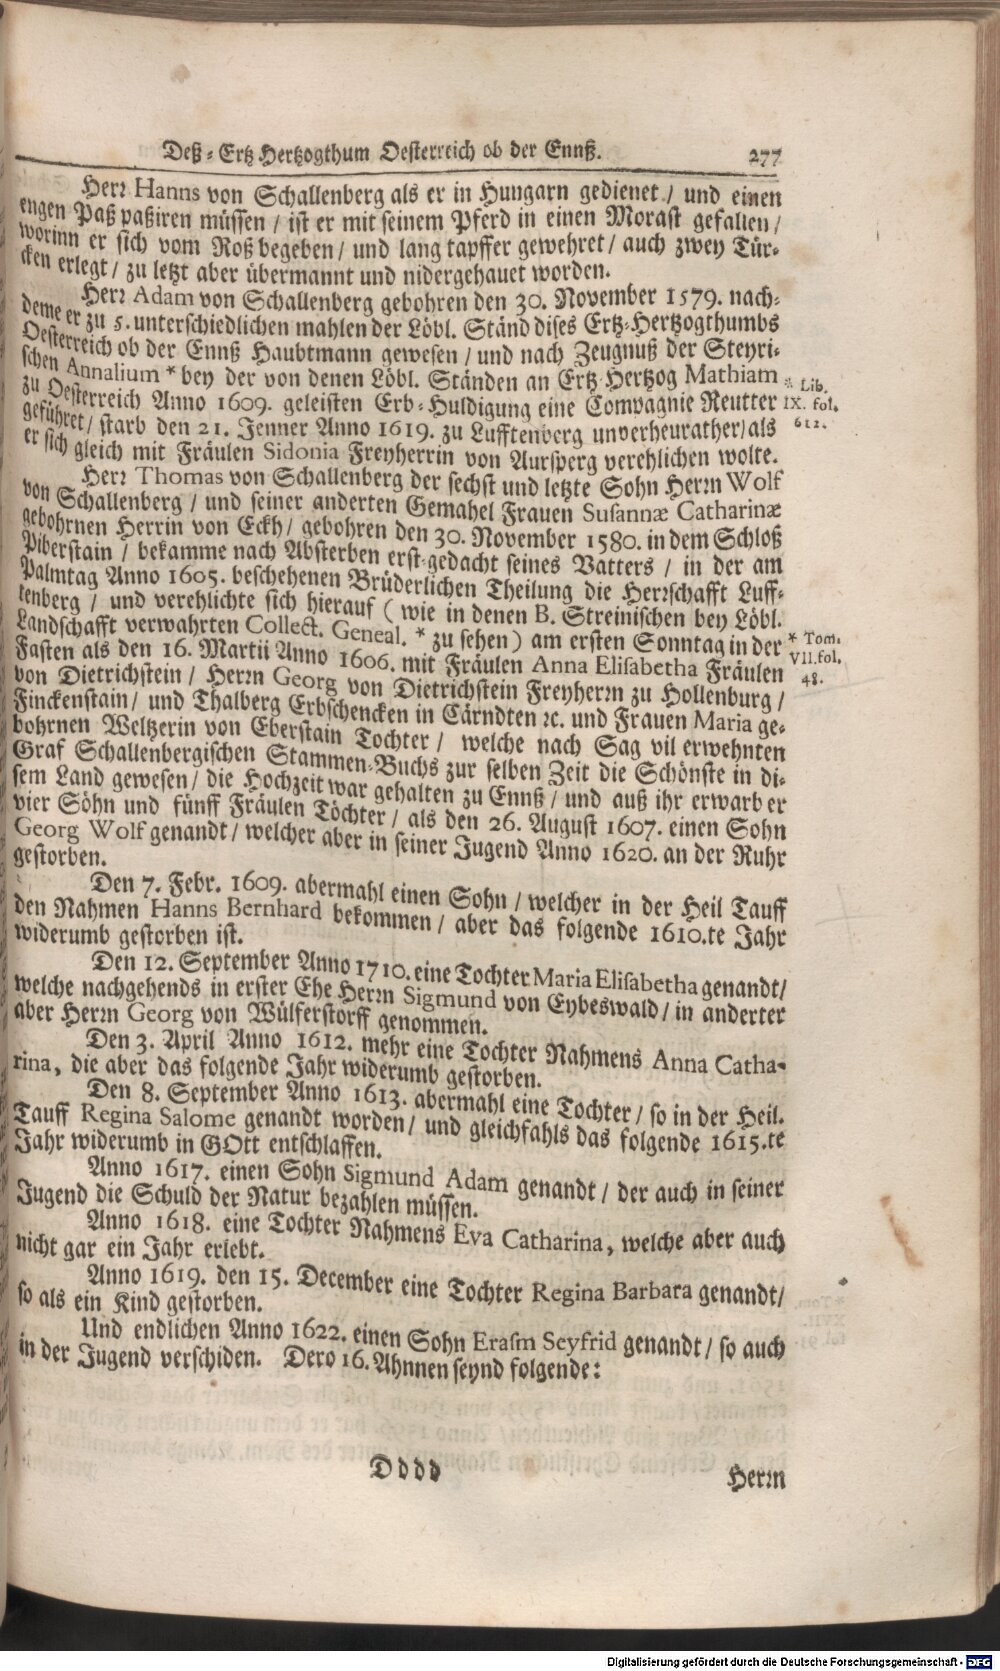 Deß-Ertz Hertzogthum Oesterreich ob der Ennß. 277
Herr Hanns von Schallenberg als er in Hungarn gedienet / und einen
engen Paß paßiren müssen / ist er mit seinem Pferd in einen Morast gefallen /
worinn er sich vom Roß begeben / und lang tapffer gewehret / auch zwey Tür-
cken erlegt / zu letzt aber übermannt und nidergehauet worden.
Herr Adam von Schallenberg gebohren den 30. November 1579. nach-
deme er zu 5. unterschiedlichen mahlen der Löbl. Ständ dises Ertz-Hertzogthumbs
Oesterreich ob der Ennß Haubtmann gewesen / und nach Zeugnuß der Steyri-
schen Annalium * bey der von denen Löbl. Ständen an Ertz-Hertzog Mathiam
zu Oesterreich Anno 1609. geleisten Erb-Huldigung eine Compagnie Reutter
geführet / starb den 21. Jenner Anno 1619. zu Lufftenberg unverheurather / als
er sich gleich mit Fräulen Sidonia Freyherrin von Aursperg verehlichen wolte.
* Lib.
IX. fol.
612.
Herr Thomas von Schallenberg der sechst und letzte Sohn Herrn Wolf
von Schallenberg / und seiner anderten Gemahel Frauen Susannæ Catharinæ
gebohrnen Herrin von Eckh / gebohren den 30. November 1580. in dem Schloß
Piberstain / bekamme nach Absterben erst-gedacht seines Vatters / in der am
Palmtag Anno 1605. beschehenen Brüderlichen Theilung die Herrschafft Luff-
tenberg / und verehlichte sich hierauf ( wie in denen B. Streinischen bey Löbl.
Landschafft verwahrten Collect. Geneal. * zu sehen ) am ersten Sonntag in der
Fasten als den 16. Martii Anno 1606. mit Fräulen Anna Elisabetha Fräulen
von Dietrichstein / Herrn Georg von Dietrichstein Freyherrn zu Hollenburg /
Finckenstain / und Thalberg Erbschencken in Cärndten ꝛc. und Frauen Maria ge-
bohrnen Weltzerin von Eberstain Tochter / welche nach Sag vil erwehnten
Graf Schallenbergischen Stammen-Buchs zur selben Zeit die Schönste in di-
sem Land gewesen / die Hochzeit war gehalten zu Ennß / und auß ihr erwarb er
vier Söhn und fünff Fräulen Töchter / als den 26. August 1607. einen Sohn
Georg Wolf genandt / welcher aber in seiner Jugend Anno 1620. an der Ruhr
gestorben.
* Tom.
VII. fol.
48.
Den 7. Febr. 1609. abermahl einen Sohn / welcher in der Heil Tauff
den Nahmen Hanns Bernhard bekommen / aber das folgende 1610.te Jahr
widerumb gestorben ist.
Den 12. September Anno 1710. eine Tochter Maria Elisabetha genandt /
welche nachgehends in erster Ehe Herrn Sigmund von Eybeswald / in anderter
aber Herrn Georg von Wülferstorff genommen.
Den 3. April Anno 1612. mehr eine Tochter Nahmens Anna Catha-
rina, die aber das folgende Jahr widerumb gestorben.
Den 8. September Anno 1613. abermahl eine Tochter / so in der Heil.
Tauff Regina Salome genandt worden / und gleichfahls das folgende 1615.te
Jahr widerumb in GOtt entschlaffen.
Anno 1617. einen Sohn Sigmund Adam genandt / der auch in seiner
Jugend die Schuld der Natur bezahlen müssen.
Anno 1618. eine Tochter Nahmens Eva Catharina, welche aber auch
nicht gar ein Jahr erlebt.
Anno 1619. den 15. December eine Tochter Regina Barbara genandt /
so als ein Kind gestorben.
Und endlichen Anno 1622. einen Sohn Erasm Seyfrid genandt / so auch
in der Jugend verschiden. Dero 16. Ahnnen seynd folgende:
Dddd Herrn
Digitalisierung gefördert durch die Deutsche Forschungsgemeinschaft - DFG